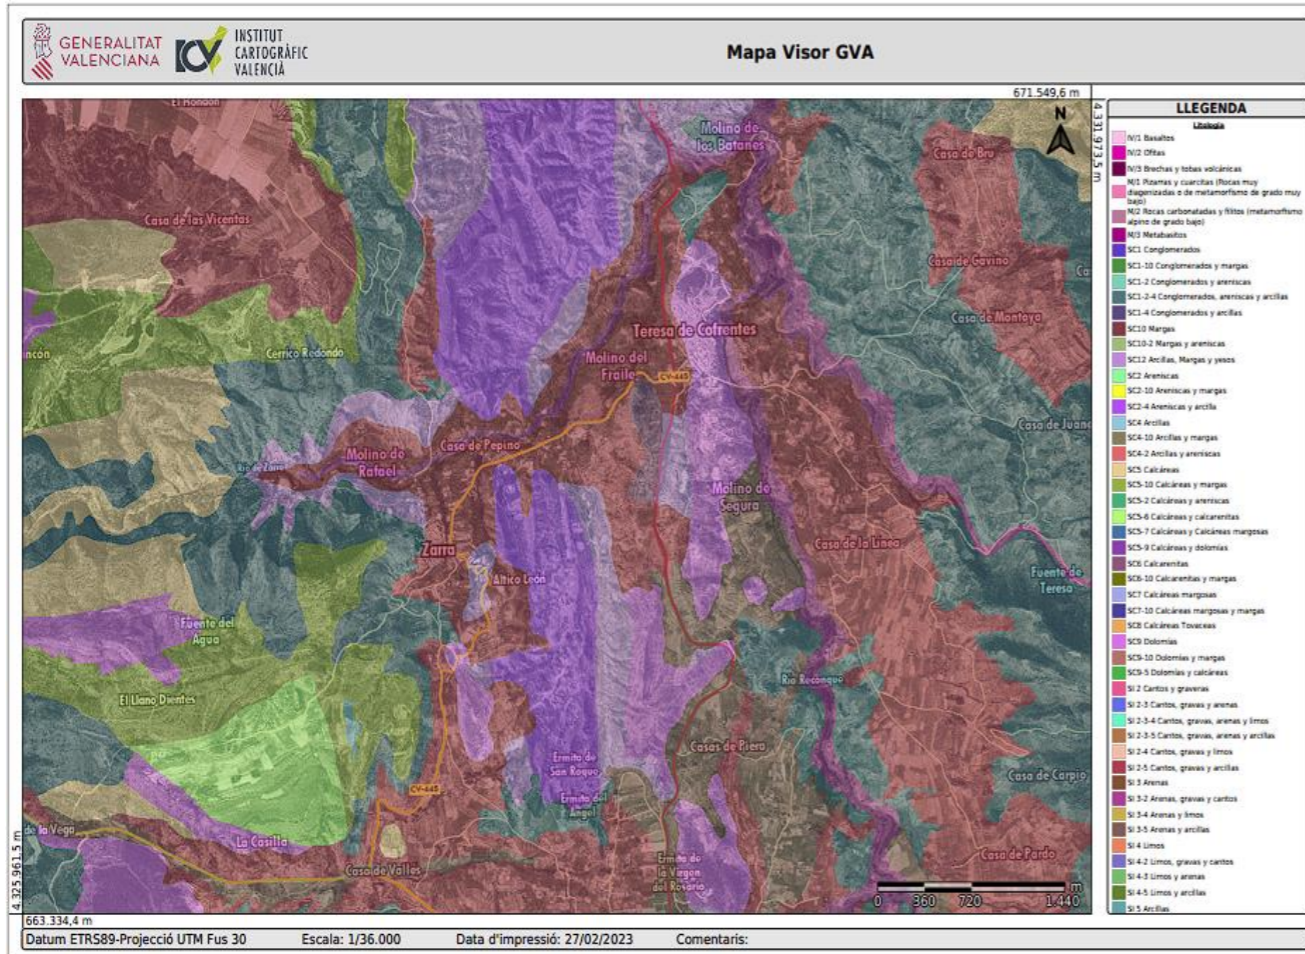 GENERALITAT
VALENCIANA
ICV
INSTITUT
CARTOGRÀFIC
VALENCIÀ
Mapa Visor GVA
671.549,6 m
4.331.973,5 m
N
El Hondón
Molino de
los Batanes
Casa de Bru
Casa de las Vicentas
Casa de Gavino
Casa de Montoya
Teresa de Cofrentes
Cerrico Redondo
Molino del
Fraile
CV-445
Casa de Juan
Casa de Pepino
Molino de
Rafael
Río de Zarra
Molino de
Segura
Zarra
Casa de la Línea
Altico León
Fuente de
Teresa
Fuente del
Agua
Río Reconque
El Llano Dientes
Casas de Piera
Ermita de
San Roque
Casa de Carpio
CV-445
Ermita del
Ángel
de la Vega
La Casilla
Casa de Valles
Ermita de
la Virgen
del Rosario
Casa de Pardo
m
0 360 720 1.440
4.325.961,5 m
663.334,4 m
LLEGENDA
Litología
IV/1 Basaltos
IV/2 Ofitas
IV/3 Brechas y tobas volcánicas
M/1 Pizarras y cuarcitas (Rocas muy
diagenizadas o de metamorfismo de grado muy
bajo)
M/2 Rocas carbonatadas y filitos (metamorfismo
alpino de grado bajo)
M/3 Metabasitos
SC1 Conglomerados
SC1-10 Conglomerados y margas
SC1-2 Conglomerados y areniscas
SC1-2-4 Conglomerados, areniscas y arcillas
SC1-4 Conglomerados y arcillas
SC10 Margas
SC10-2 Margas y areniscas
SC12 Arcillas, Margas y yesos
SC2 Areniscas
SC2-10 Areniscas y margas
SC2-4 Areniscas y arcilla
SC4 Arcillas
SC4-10 Arcillas y margas
SC4-2 Arcillas y areniscas
SC5 Calcáreas
SC5-10 Calcáreas y margas
SC5-2 Calcáreas y areniscas
SC5-6 Calcáreas y calcarenitas
SC5-7 Calcáreas y Calcáreas margosas
SC5-9 Calcáreas y dolomías
SC6 Calcarenitas
SC6-10 Calcarenitas y margas
SC7 Calcáreas margosas
SC7-10 Calcáreas margosas y margas
SC8 Calcáreas Tovaceas
SC9 Dolomías
SC9-10 Dolomías y margas
SC9-5 Dolomías y calcáreas
SI 2 Cantos y graveras
SI 2-3 Cantos, gravas y arenas
SI 2-3-4 Cantos, gravas, arenas y limos
SI 2-3-5 Cantos, gravas, arenas y arcillas
SI 2-4 Cantos, gravas y limos
SI 2-5 Cantos, gravas y arcillas
SI 3 Arenas
SI 3-2 Arenas, gravas y cantos
SI 3-4 Arenas y limos
SI 3-5 Arenas y arcillas
SI 4 Limos
SI 4-2 Limos, gravas y cantos
SI 4-3 Limos y arenas
SI 4-5 Limos y arcillas
SI 5 Arcillas
Datum ETRS89-Projecció UTM Fus 30 Escala: 1/36.000 Data d'impressió: 27/02/2023 Comentaris: